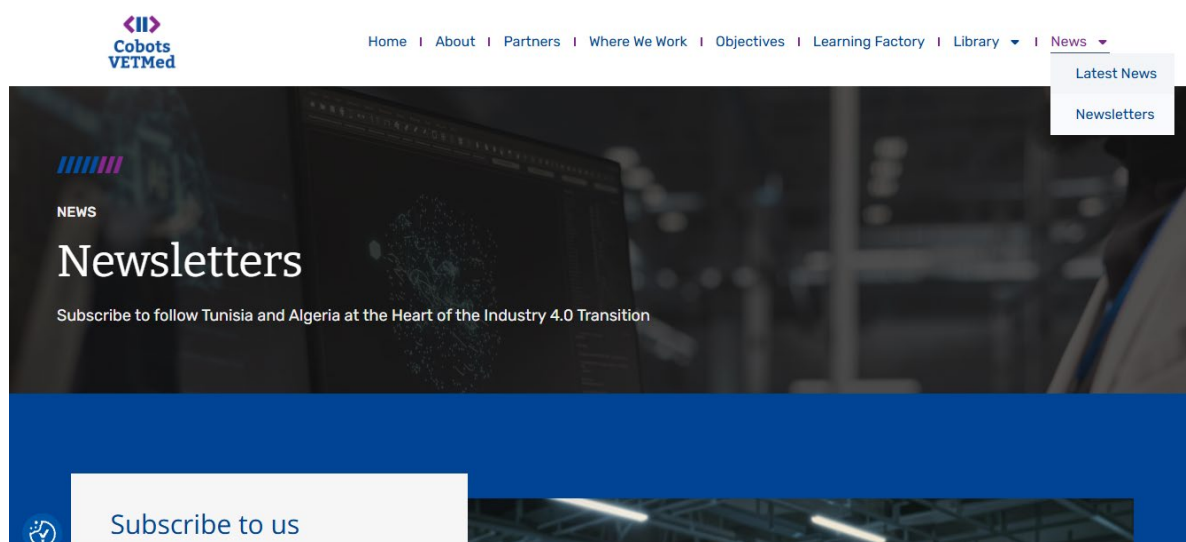 Cobots
VETMed
Home | About | Partners | Where We Work | Objectives | Learning Factory | Library | News
Latest News
Newsletters
NEWS
Newsletters
Subscribe to follow Tunisia and Algeria at the Heart of the Industry 4.0 Transition
Subscribe to us